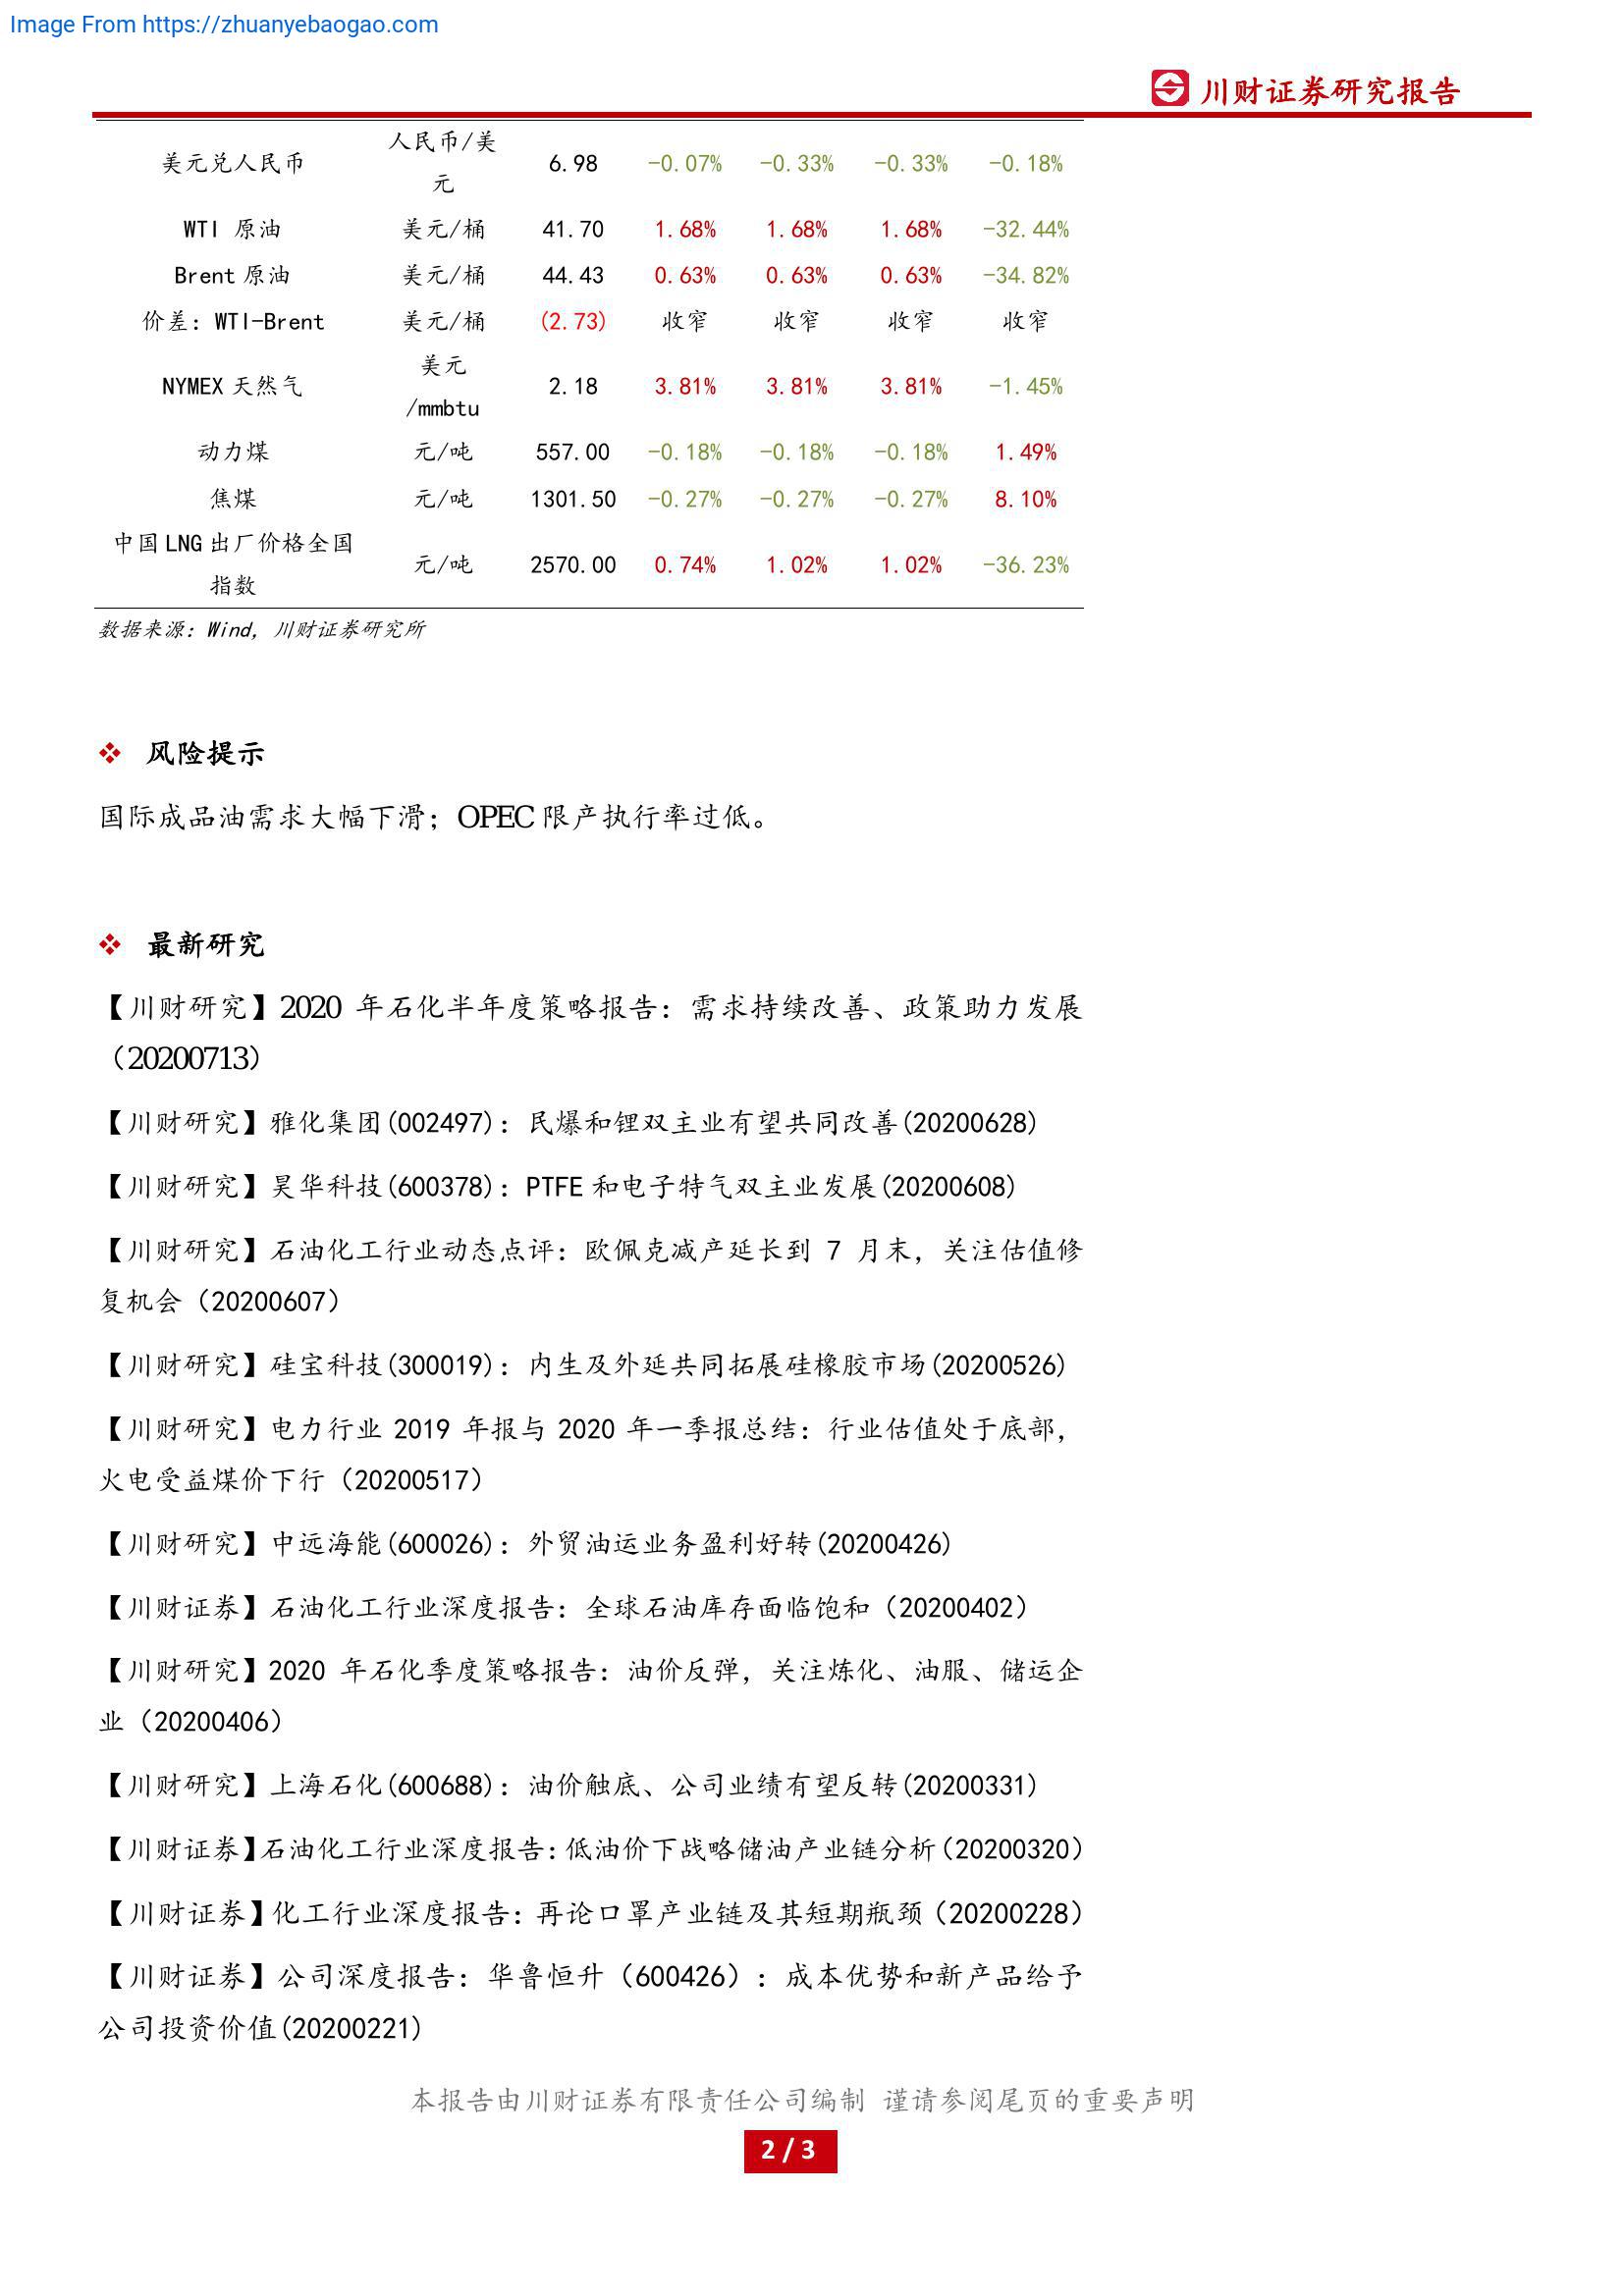 Image From https://zhuanyebaogao.com
川财证券研究报告
美元兑人民币 人民币/美元 6.98 -0.07% -0.33% -0.33% -0.18%
WTI 原油 美元/桶 41.70 1.68% 1.68% 1.68% -32.44%
Brent 原油 美元/桶 44.43 0.63% 0.63% 0.63% -34.82%
价差：WTI-Brent 美元/桶 (2.73) 收窄 收窄 收窄 收窄
NYMEX 天然气 美元/mmbtu 2.18 3.81% 3.81% 3.81% -1.45%
动力煤 元/吨 557.00 -0.18% -0.18% -0.18% 1.49%
焦煤 元/吨 1301.50 -0.27% -0.27% -0.27% 8.10%
中国 LNG 出厂价格全国指数 元/吨 2570.00 0.74% 1.02% 1.02% -36.23%
数据来源：Wind，川财证券研究所
❖ 风险提示
国际成品油需求大幅下滑；OPEC 限产执行率过低。
❖ 最新研究
【川财研究】2020 年石化半年度策略报告：需求持续改善、政策助力发展
（20200713）
【川财研究】雅化集团(002497)：民爆和锂双主业有望共同改善(20200628)
【川财研究】昊华科技(600378)：PTFE 和电子特气双主业发展(20200608)
【川财研究】石油化工行业动态点评：欧佩克减产延长到 7 月末，关注估值修
复机会（20200607）
【川财研究】硅宝科技(300019)：内生及外延共同拓展硅橡胶市场(20200526)
【川财研究】电力行业 2019 年报与 2020 年一季报总结：行业估值处于底部，
火电受益煤价下行（20200517）
【川财研究】中远海能(600026)：外贸油运业务盈利好转(20200426)
【川财证券】石油化工行业深度报告：全球石油库存面临饱和（20200402）
【川财研究】2020 年石化季度策略报告：油价反弹，关注炼化、油服、储运企
业（20200406）
【川财研究】上海石化(600688)：油价触底、公司业绩有望反转(20200331)
【川财证券】石油化工行业深度报告：低油价下战略储油产业链分析（20200320）
【川财证券】化工行业深度报告：再论口罩产业链及其短期瓶颈（20200228）
【川财证券】公司深度报告：华鲁恒升（600426）：成本优势和新产品给予
公司投资价值(20200221)
本报告由川财证券有限责任公司编制 谨请参阅尾页的重要声明
2 / 3